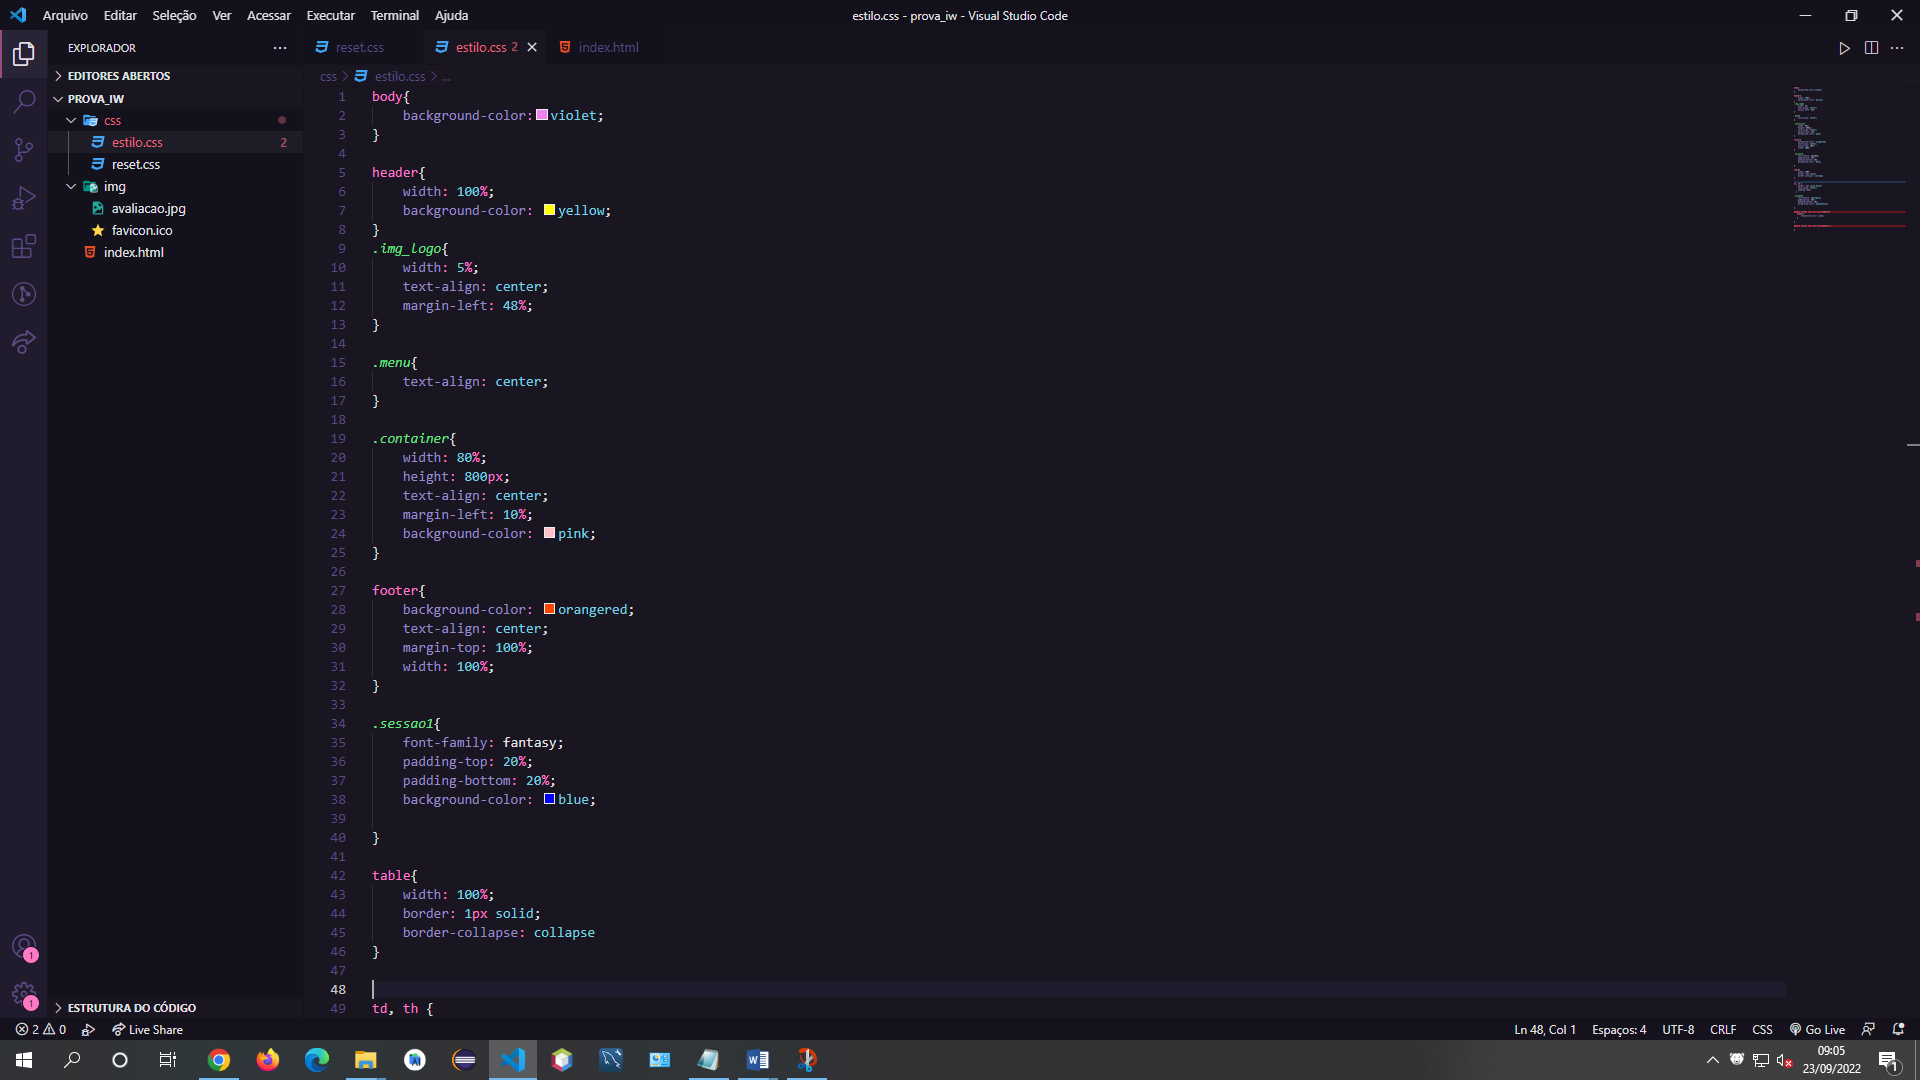 Arquivo Editar Seleção Ver Acessar Executar Terminal Ajuda
estilo.css - prova_iw - Visual Studio Code
EXPLORADOR
reset.css
estilo.css 2
index.html
EDITORES ABERTOS
PROVA_IW
css
estilo.css 2
reset.css
img
avaliacao.jpg
favicon.ico
index.html
ESTRUTURA DO CÓDIGO
css > estilo.css > ...
1 body{
2 background-color: violet;
3 }
4
5 header{
6 width: 100%;
7 background-color: yellow;
8 }
9 .img_logo{
10 width: 5%;
11 text-align: center;
12 margin-left: 48%;
13 }
14
15 .menu{
16 text-align: center;
17 }
18
19 .container{
20 width: 80%;
21 height: 800px;
22 text-align: center;
23 margin-left: 10%;
24 background-color: pink;
25 }
26
27 footer{
28 background-color: orangered;
29 text-align: center;
30 margin-top: 100%;
31 width: 100%;
32 }
33
34 .sessao1{
35 font-family: fantasy;
36 padding-top: 20%;
37 padding-bottom: 20%;
38 background-color: blue;
39
40 }
41
42 table{
43 width: 100%;
44 border: 1px solid;
45 border-collapse: collapse
46 }
47
48
49 td, th {
1
1
2 0 Live Share
Ln 48, Col 1 Espaços: 4 UTF-8 CRLF CSS Go Live
09:05
23/09/2022
1